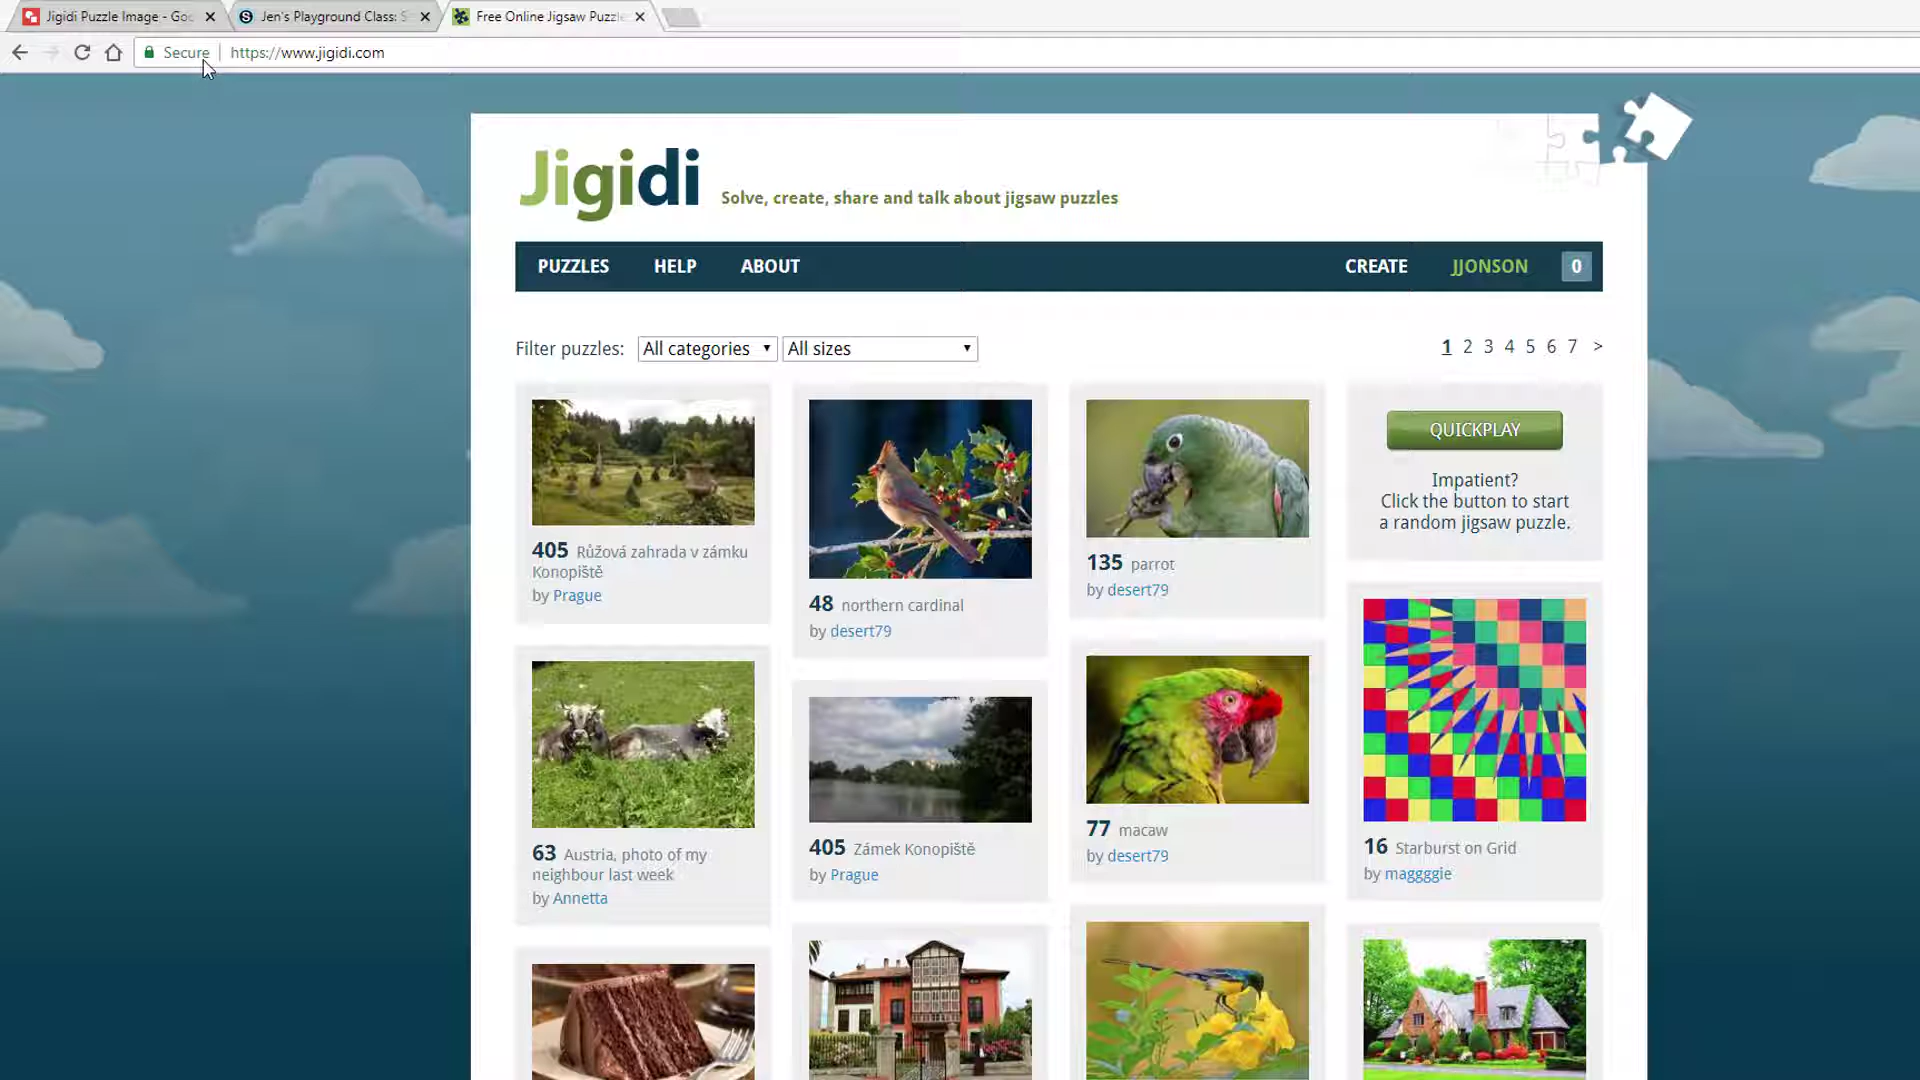 Jigidi Puzzle Image - Goo
Jen's Playground Class: S
Free Online Jigsaw Puzzle
Secure
https://www.jigidi.com
Jigidi
Solve, create, share and talk about jigsaw puzzles
PUZZLES HELP ABOUT CREATE JJONSON 0
Filter puzzles: All categories All sizes 1 2 3 4 5 6 7 >
405 Růžová zahrada v zámku
Konopiště
by Prague
48 northern cardinal
by desert79
135 parrot
by desert79
QUICKPLAY
Impatient?
Click the button to start
a random jigsaw puzzle.
63 Austria, photo of my
neighbour last week
by Annetta
405 Zámek Konopiště
by Prague
77 macaw
by desert79
16 Starburst on Grid
by maggggie